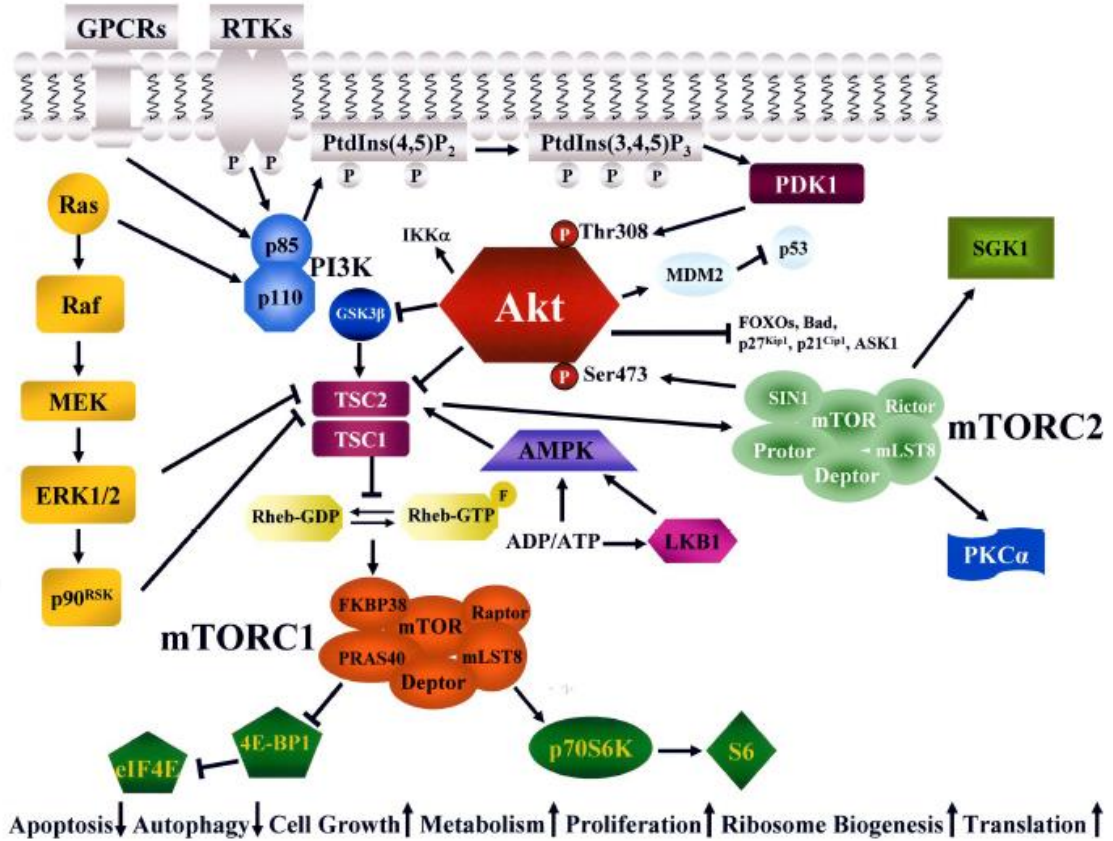 GPCRs
RTKs
P P
PtdIns(4,5)P2
P P
PtdIns(3,4,5)P3
P P P
PDK1
Ras
p85
PI3K
p110
IKKα
P
Thr308
MDM2
p53
SGK1
Raf
GSK3β
Akt
FOXOs, Bad,
p27Kip1, p21Cip1, ASK1
P
Ser473
MEK
TSC2
TSC1
SIN1
mTOR
Rictor
Protor
mLST8
Deptor
mTORC2
AMPK
ERK1/2
Rheb-GDP
Rheb-GTP
F
ADP/ATP
LKB1
PKCα
p90RSK
mTORC1
FKBP38
mTOR
Raptor
PRAS40
mLST8
Deptor
4E-BP1
eIF4E
p70S6K
S6
Apoptosis↓ Autophagy↓ Cell Growth↑ Metabolism↑ Proliferation↑ Ribosome Biogenesis↑ Translation↑